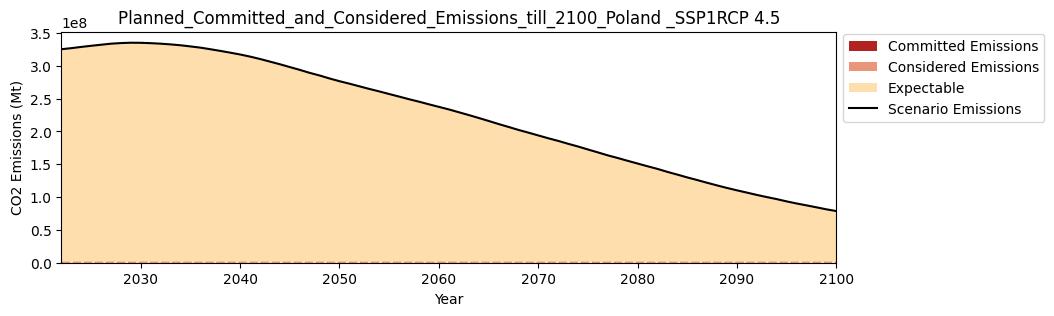 Planned_Committed_and_Considered_Emissions_till_2100_Poland _SSP1RCP 4.5
1e8
3.5
3.0
2.5
2.0
1.5
1.0
0.5
0.0
CO2 Emissions (Mt)
2030 2040 2050 2060 2070 2080 2090 2100
Year
Committed Emissions
Considered Emissions
Expectable
Scenario Emissions